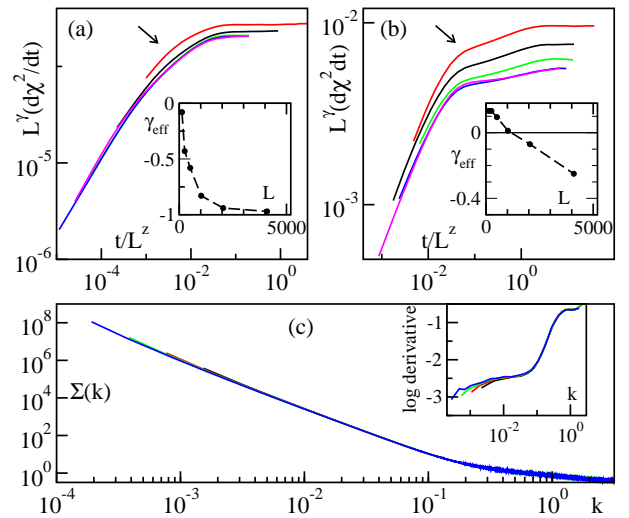 (a)
L^γ(dχ²/dt)
10^-5
10^-6
10^-4
10^-2
10^0
t/L^z
0
-0.5
-1
γ_eff
L
0
5000
(b)
L^γ(dχ²/dt)
10^-2
10^-3
10^-2
10^0
t/L^z
0
-0.4
γ_eff
L
0
5000
(c)
Σ(k)
10^8
10^6
10^4
10^2
10^0
10^-4
10^-3
10^-2
10^-1
10^0
k
log derivative
-1
-2
-3
10^-2
10^0
k